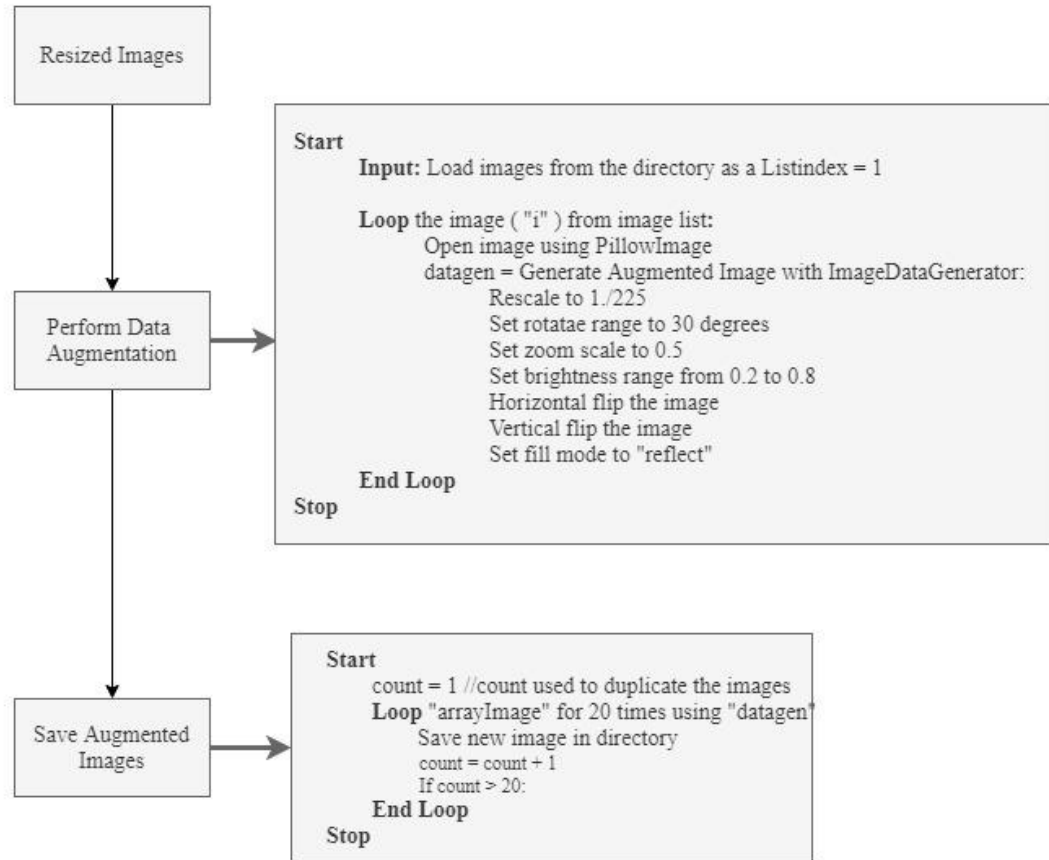 Resized Images
Start
Input: Load images from the directory as a Listindex = 1
Loop the image ( "i" ) from image list:
Open image using PillowImage
datagen = Generate Augmented Image with ImageDataGenerator:
Rescale to 1./225
Set rotatae range to 30 degrees
Set zoom scale to 0.5
Set brightness range from 0.2 to 0.8
Horizontal flip the image
Vertical flip the image
Set fill mode to "reflect"
End Loop
Stop
Perform Data
Augmentation
Start
count = 1 //count used to duplicate the images
Loop "arrayImage" for 20 times using "datagen"
Save new image in directory
count = count + 1
If count > 20:
End Loop
Stop
Save Augmented
Images